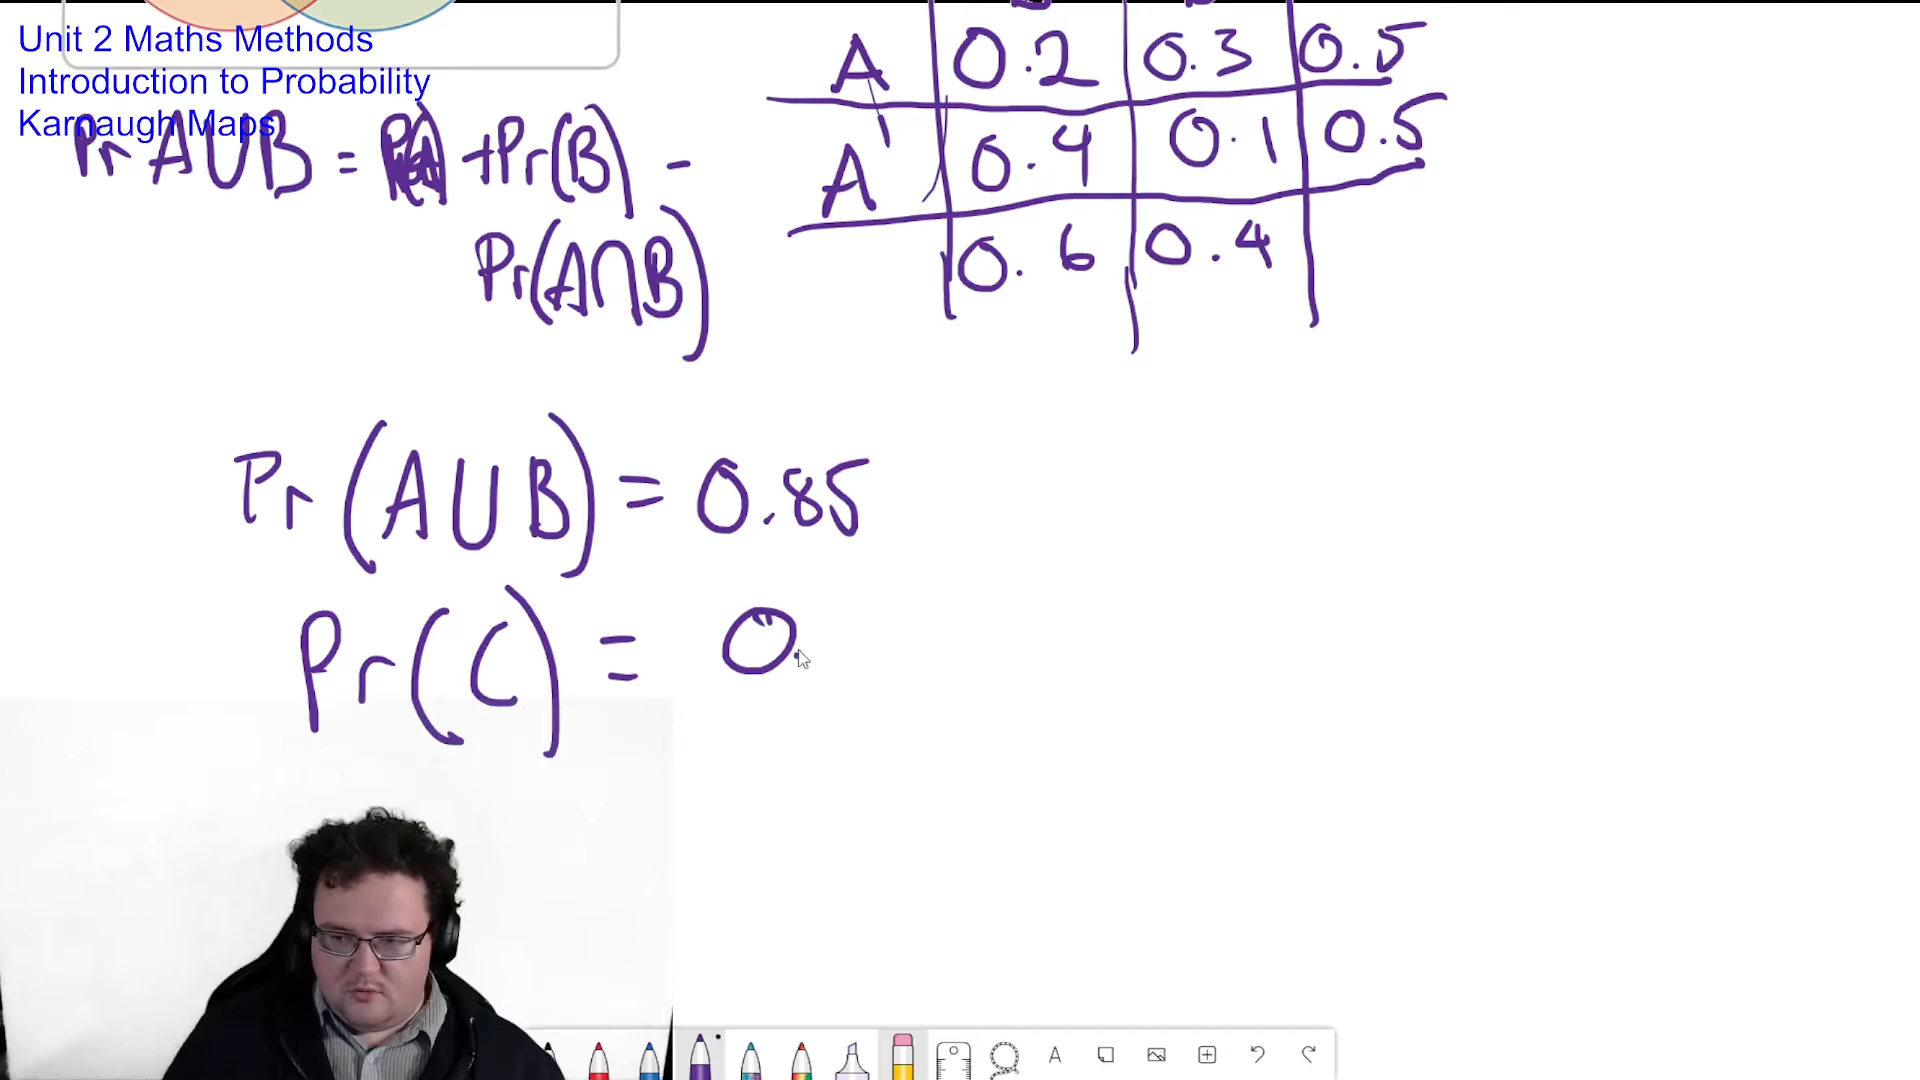 Unit 2 Maths Methods
Introduction to Probability
Karnaugh Maps
Pr A∪B = +Pr(B) -
Pr(A∩B)
A 0.2 0.3 0.5
A' 0.4 0.1 0.5
0.6 0.4
Pr(A∪B) = 0.85
Pr(C) = 0.
A